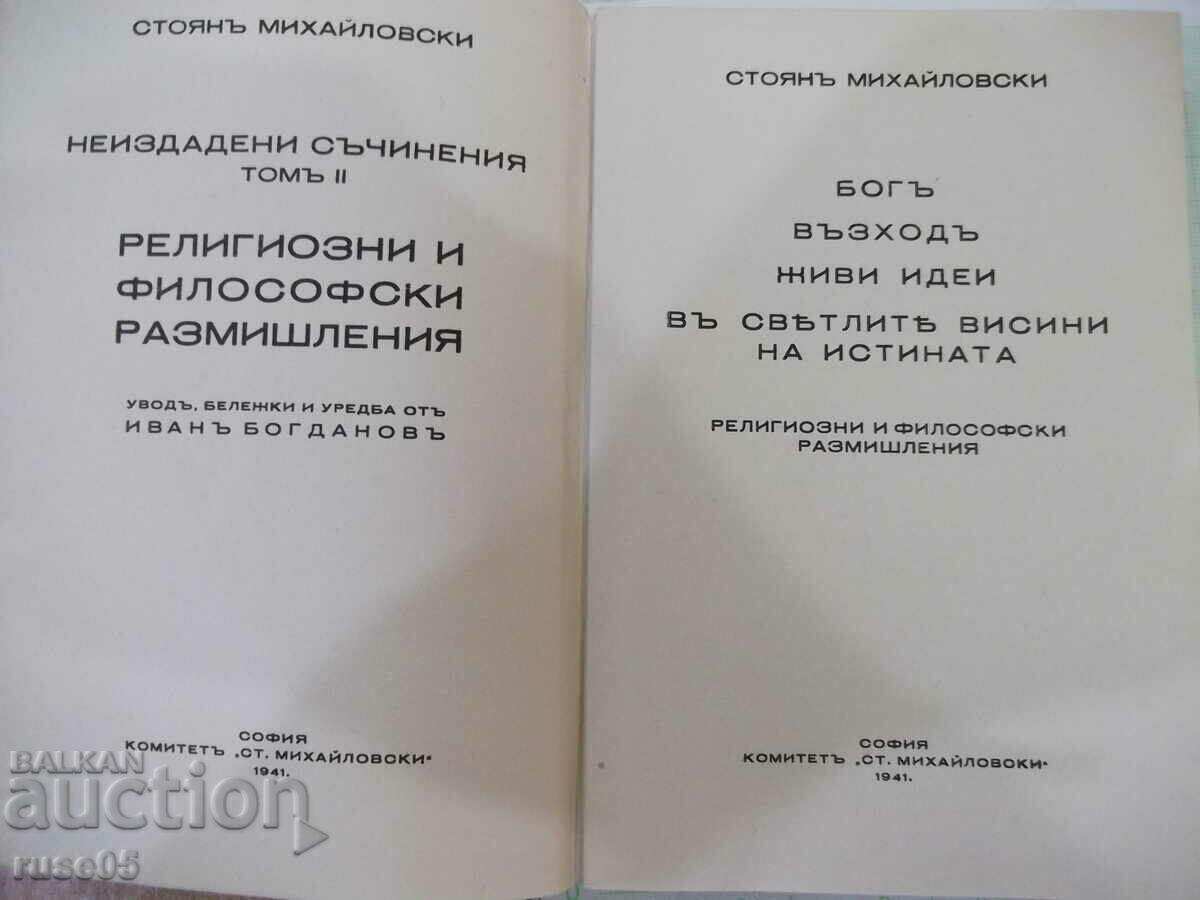 СТОЯНЪ МИХАЙЛОВСКИ
НЕИЗДАДЕНИ СЪЧИНЕНИЯ
ТОМЪ II
РЕЛИГИОЗНИ И
ФИЛОСОФСКИ
РАЗМИШЛЕНИЯ
УВОДЪ, БЕЛЕЖКИ И УРЕДБА ОТЪ
ИВАНЪ БОГДАНОВЪ
СОФИЯ
КОМИТЕТЪ „СТ. МИХАЙЛОВСКИ“
1941.
СТОЯНЪ МИХАЙЛОВСКИ
БОГЪ
ВЪЗХОДЪ
ЖИВИ ИДЕИ
ВЪ СВѢТЛИТѢ ВИСИНИ
НА ИСТИНАТА
РЕЛИГИОЗНИ И ФИЛОСОФСКИ
РАЗМИШЛЕНИЯ
СОФИЯ
КОМИТЕТЪ „СТ. МИХАЙЛОВСКИ“
1941.
BALKAN
auction
ruse05